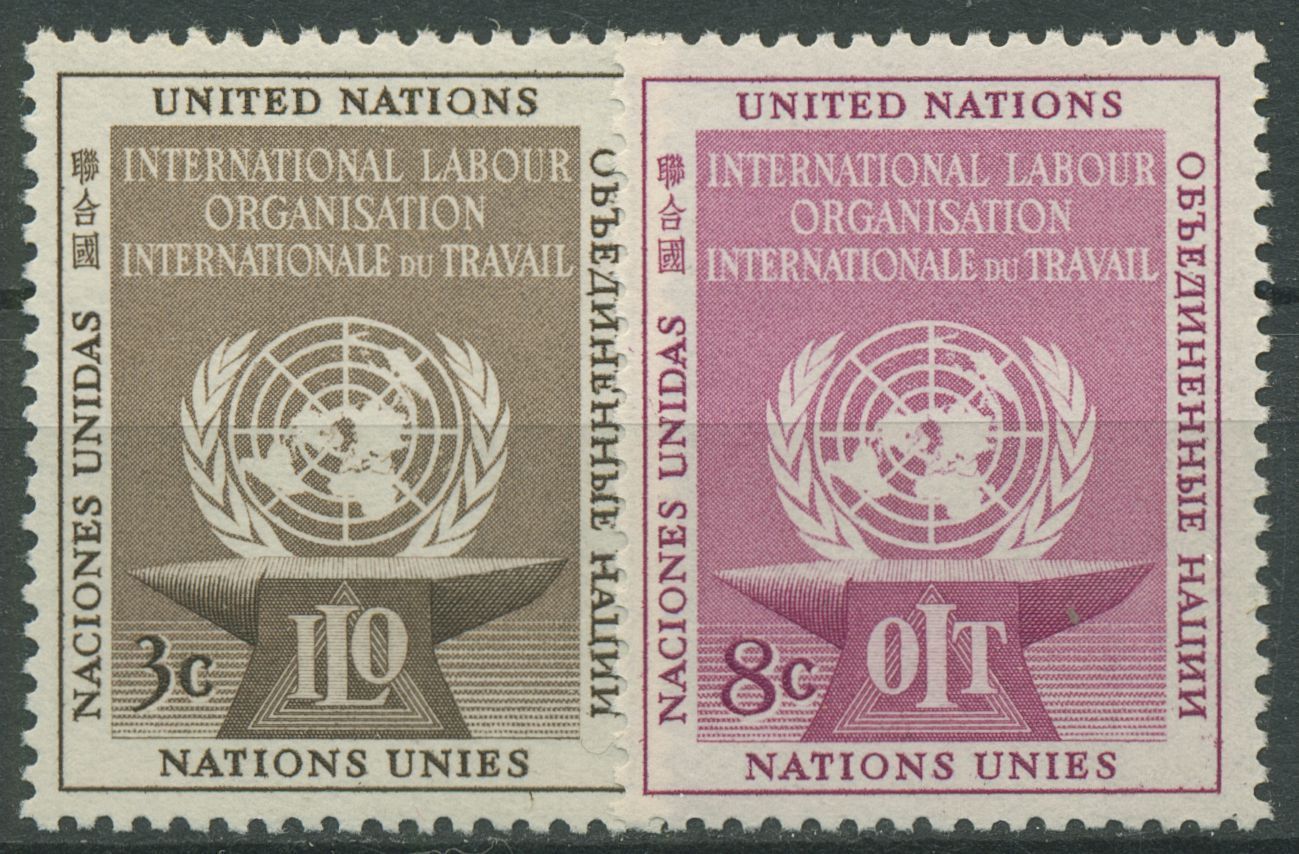 UNITED NATIONS
聯合國
NACIONES UNIDAS
INTERNATIONAL LABOUR
ORGANISATION
INTERNATIONALE DU TRAVAIL
ОБЪЕДИНЕННЫЕ НАЦИИ
3c
ILO
NATIONS UNIES
UNITED NATIONS
聯合國
NACIONES UNIDAS
INTERNATIONAL LABOUR
ORGANISATION
INTERNATIONALE DU TRAVAIL
ОБЪЕДИНЕННЫЕ НАЦИИ
8c
OIT
NATIONS UNIES